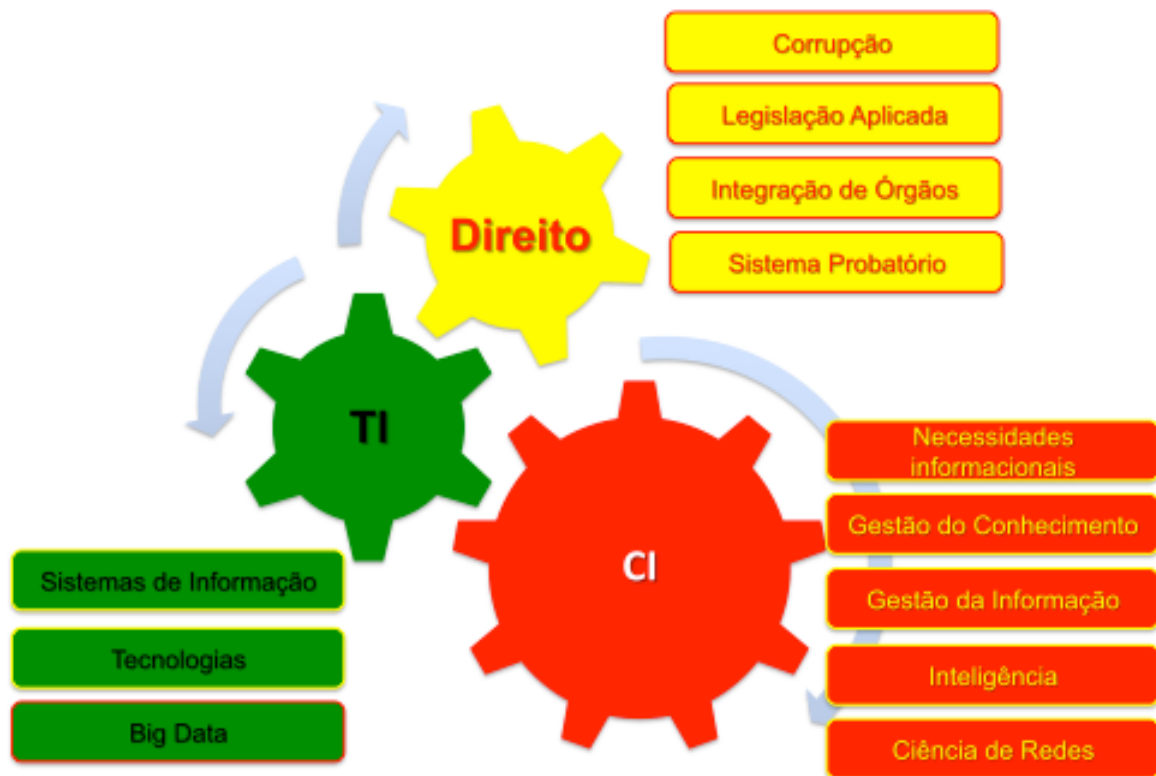 Corrupção
Legislação Aplicada
Integração de Órgãos
Sistema Probatório
Direito
TI
CI
Necessidades
informacionais
Gestão do Conhecimento
Gestão da Informação
Inteligência
Ciência de Redes
Sistemas de Informação
Tecnologias
Big Data